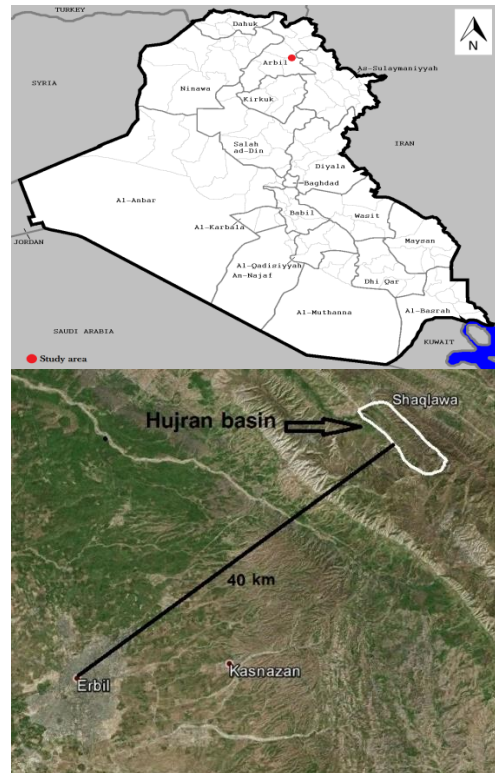 TURKEY
Dahuk
N
Arbil
As-Sulaymaniyyah
SYRIA
Ninawa
Kirkuk
IRAN
Salah
ad-Din
Diyala
Baghdad
Al-Anbar
Babil
Wasit
Al-Karbala
Maysan
JORDAN
Al-Qadisiyyah
An-Najaf
Dhi Qar
Al-Muthanna
Al-Basrah
SAUDI ARABIA
KUWAIT
Study area
Shaqlawa
Hujran basin
40 km
Kasnazan
Erbil